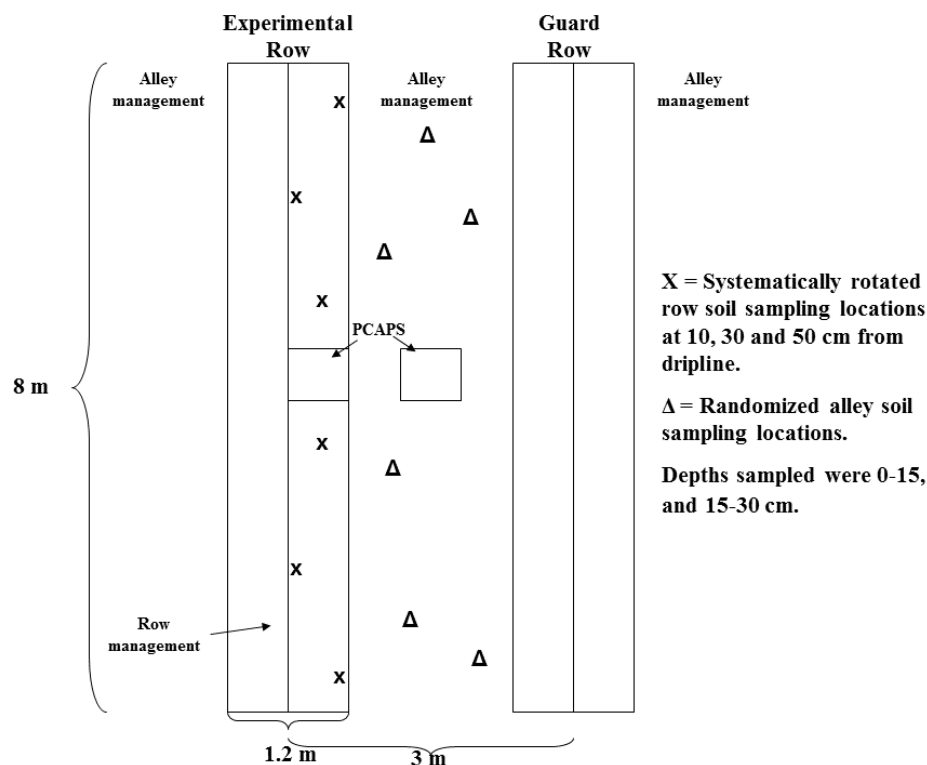 Experimental
Row
Guard
Row
Alley
management
Alley
management
Alley
management
x
Δ
x
Δ
Δ
x
X = Systematically rotated
row soil sampling locations
at 10, 30 and 50 cm from
dripline.
PCAPS
8 m
Δ = Randomized alley soil
sampling locations.
x
Δ
Depths sampled were 0-15,
and 15-30 cm.
x
Δ
Row
management
Δ
x
1.2 m
3 m